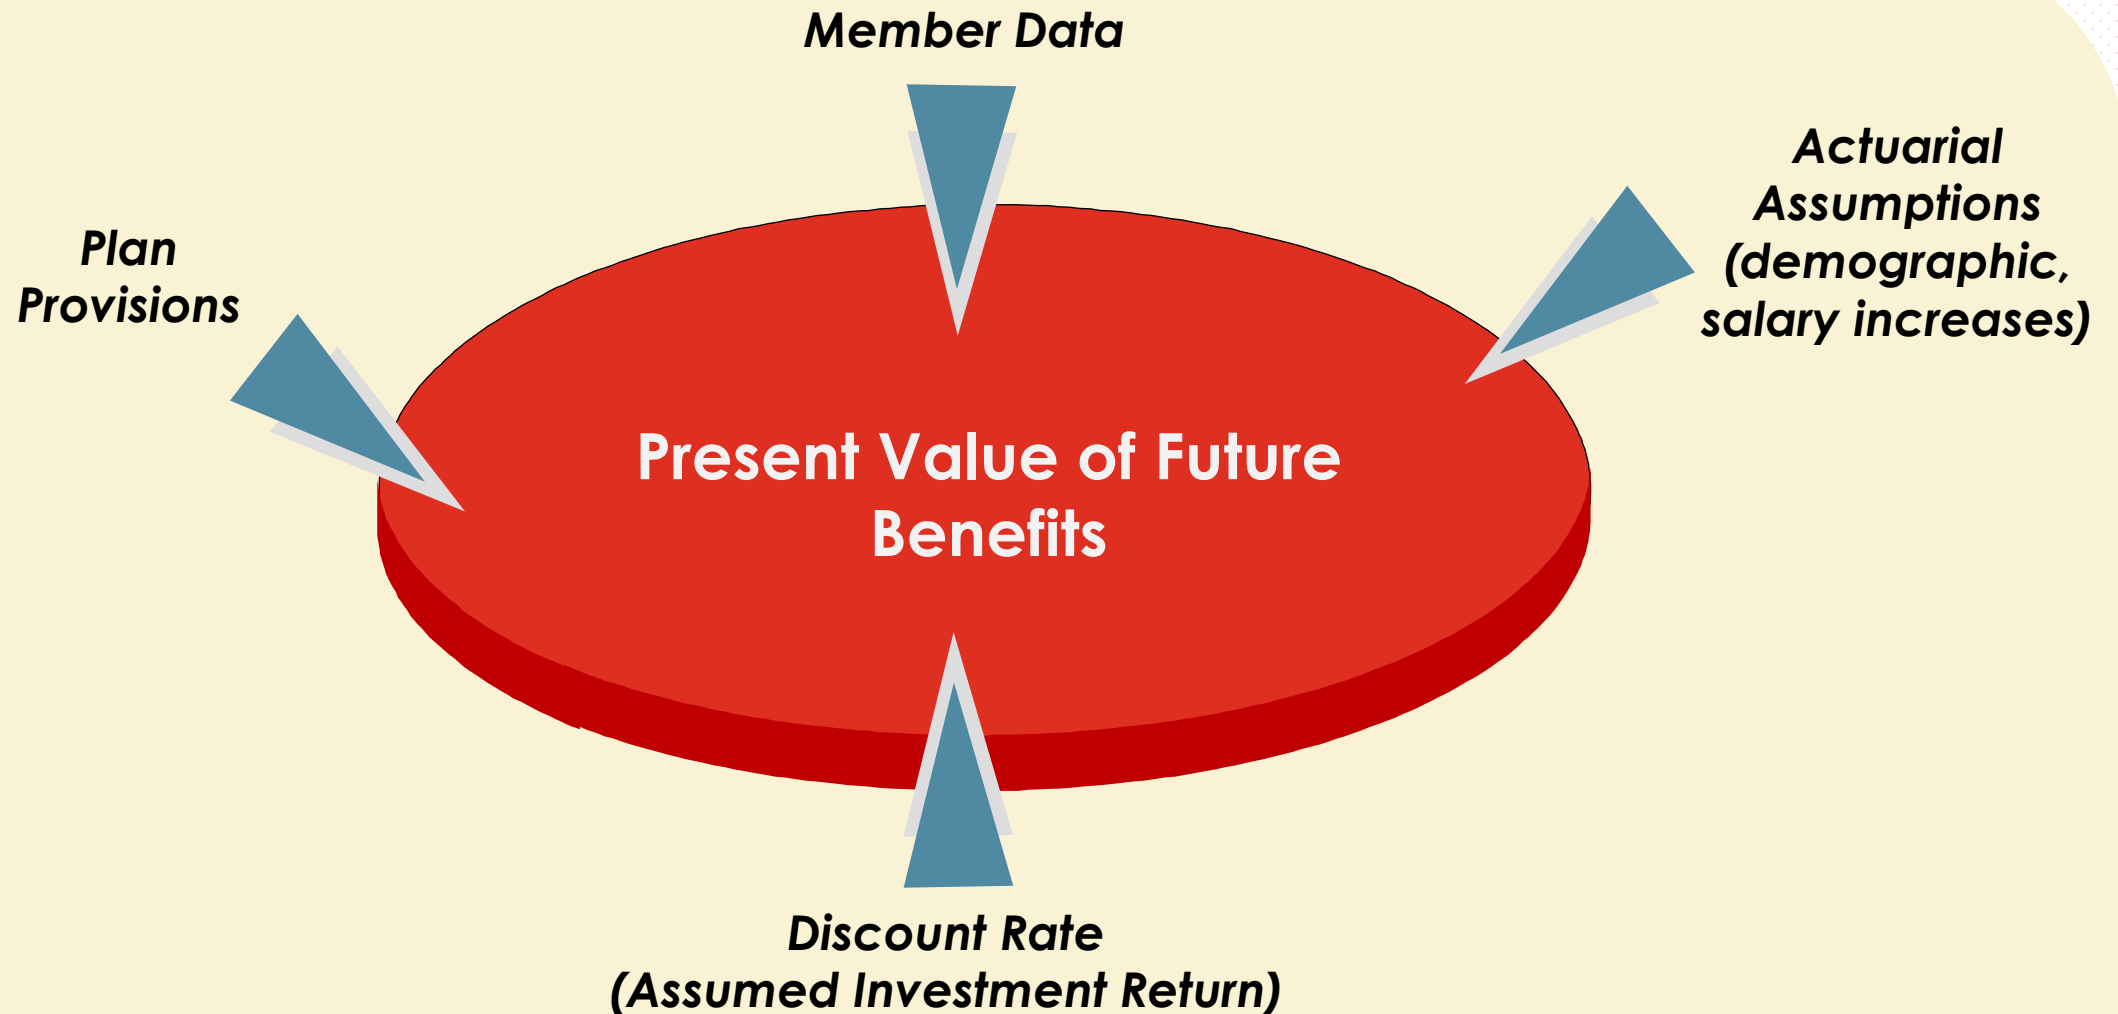 Member Data
Actuarial
Assumptions
(demographic,
salary increases)
Plan
Provisions
Present Value of Future
Benefits
Discount Rate
(Assumed Investment Return)